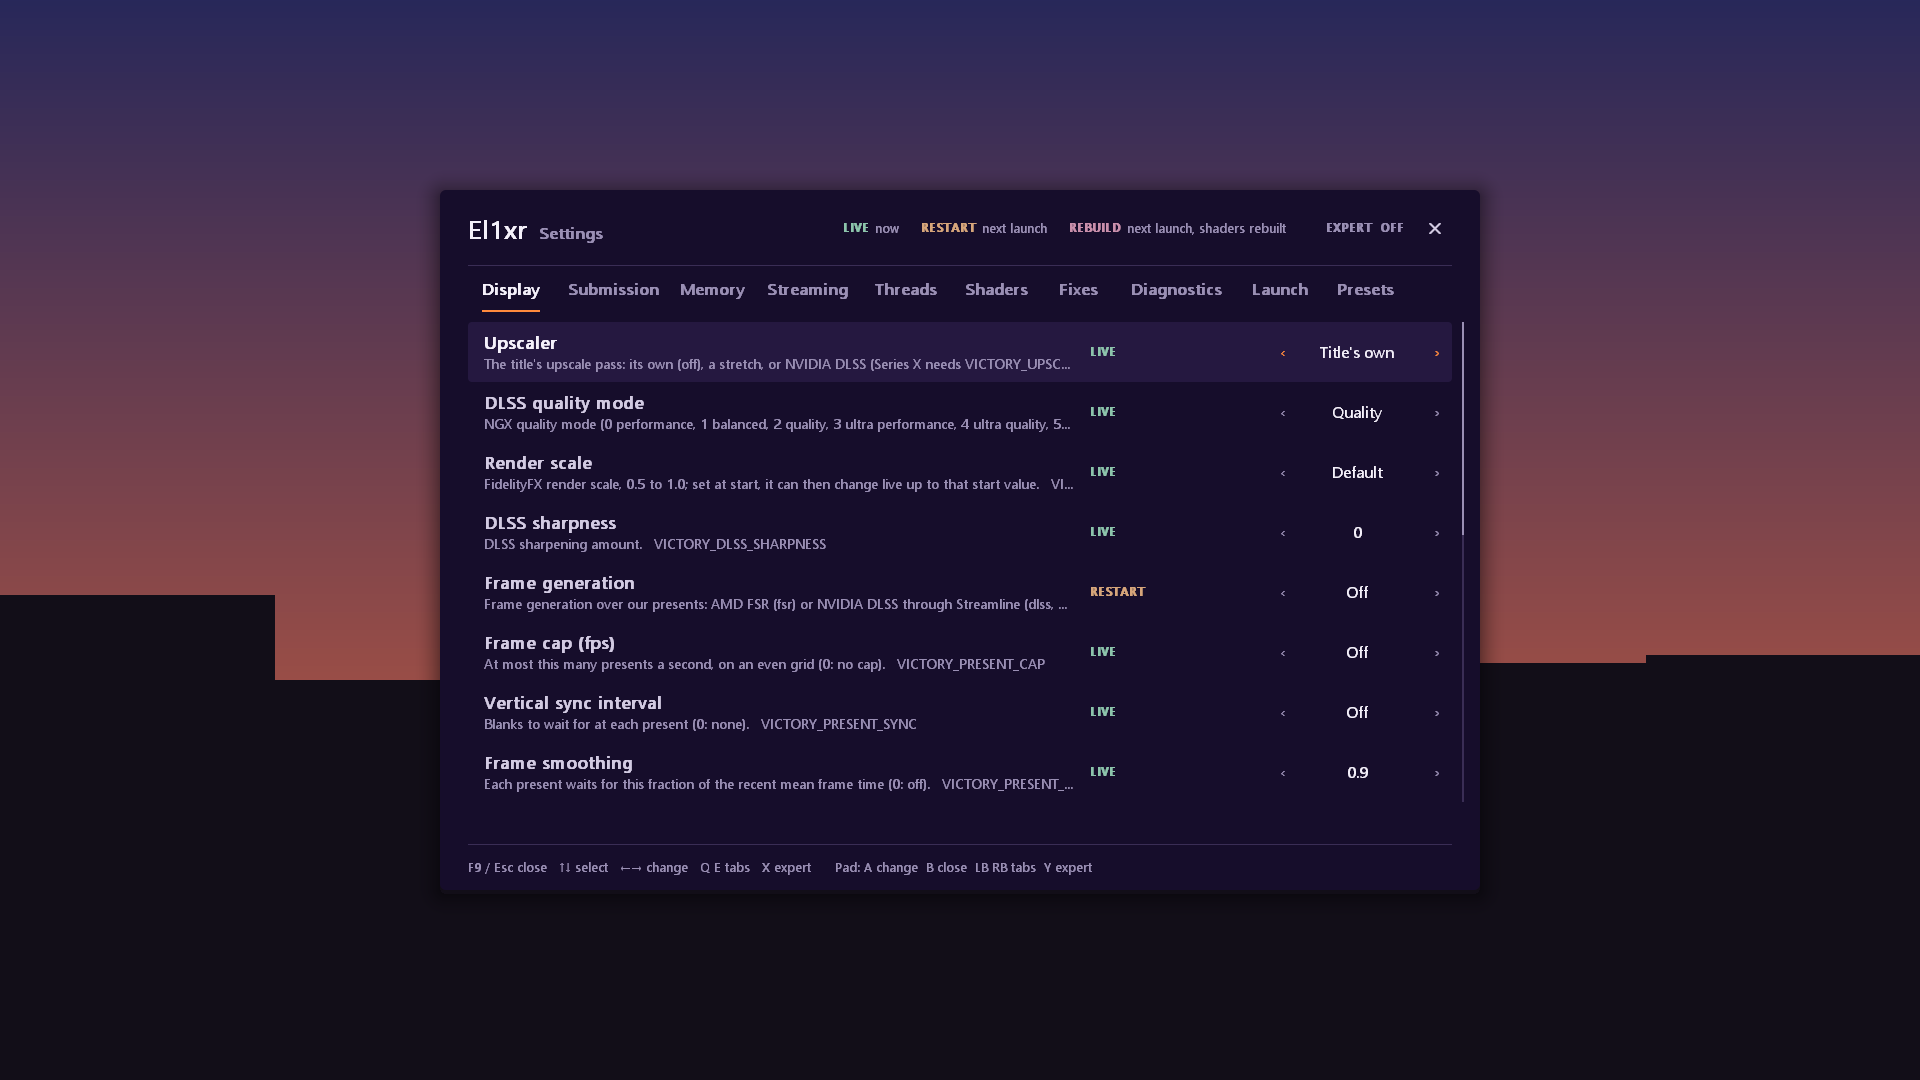 El1xr Settings LIVE now RESTART next launch REBUILD next launch, shaders rebuilt EXPERT OFF ✕
Display Submission Memory Streaming Threads Shaders Fixes Diagnostics Launch Presets
Upscaler
The title's upscale pass: its own (off), a stretch, or NVIDIA DLSS (Series X needs VICTORY_UPSC...
LIVE ‹ Title's own ›
DLSS quality mode
NGX quality mode (0 performance, 1 balanced, 2 quality, 3 ultra performance, 4 ultra quality, 5...
LIVE ‹ Quality ›
Render scale
FidelityFX render scale, 0.5 to 1.0; set at start, it can then change live up to that start value. VI...
LIVE ‹ Default ›
DLSS sharpness
DLSS sharpening amount. VICTORY_DLSS_SHARPNESS
LIVE ‹ 0 ›
Frame generation
Frame generation over our presents: AMD FSR (fsr) or NVIDIA DLSS through Streamline (dlss, ...
RESTART ‹ Off ›
Frame cap (fps)
At most this many presents a second, on an even grid (0: no cap). VICTORY_PRESENT_CAP
LIVE ‹ Off ›
Vertical sync interval
Blanks to wait for at each present (0: none). VICTORY_PRESENT_SYNC
LIVE ‹ Off ›
Frame smoothing
Each present waits for this fraction of the recent mean frame time (0: off). VICTORY_PRESENT_...
LIVE ‹ 0.9 ›
F9 / Esc close ↑↓ select ←→ change Q E tabs X expert Pad: A change B close LB RB tabs Y expert